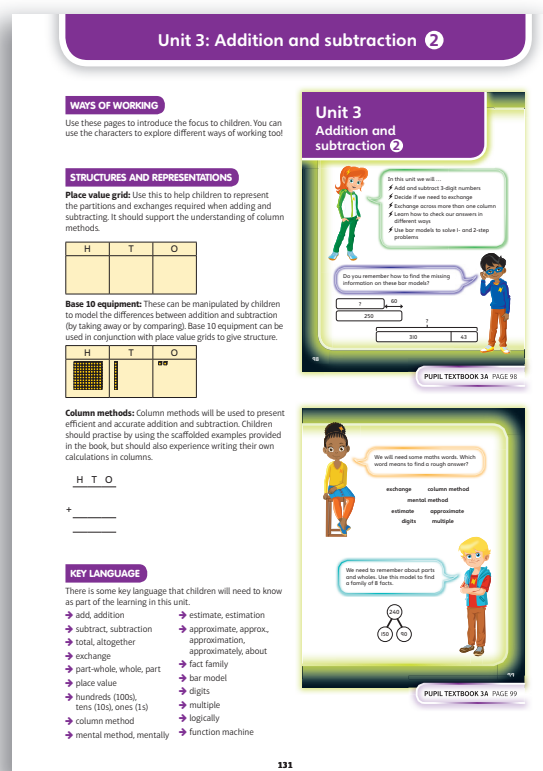 Unit 3: Addition and subtraction 2
WAYS OF WORKING
Use these pages to introduce the focus to children. You can
use the characters to explore different ways of working too!
STRUCTURES AND REPRESENTATIONS
Place value grid: Use this to help children to represent
the partitions and exchanges required when adding and
subtracting. It should support the understanding of column
methods.
H T O
Base 10 equipment: These can be manipulated by children
to model the differences between addition and subtraction
(by taking away or by comparing). Base 10 equipment can be
used in conjunction with place value grids to give structure.
H T O
Column methods: Column methods will be used to present
efficient and accurate addition and subtraction. Children
should practise by using the scaffolded examples provided
in the book, but should also experience writing their own
calculations in columns.
H T O
+
KEY LANGUAGE
There is some key language that children will need to know
as part of the learning in this unit.
→ add, addition
→ subtract, subtraction
→ total, altogether
→ exchange
→ part-whole, whole, part
→ place value
→ hundreds (100s),
tens (10s), ones (1s)
→ column method
→ mental method, mentally
→ estimate, estimation
→ approximate, approx.,
approximation,
approximately, about
→ fact family
→ bar model
→ digits
→ multiple
→ logically
→ function machine
Unit 3
Addition and
subtraction 2
In this unit we will ...
Add and subtract 3-digit numbers
Decide if we need to exchange
Exchange across more than one column
Learn how to check our answers in
different ways
Use bar models to solve 1- and 2-step
problems
Do you remember how to find the missing
information on these bar models?
? 60
250
?
310 43
98
PUPIL TEXTBOOK 3A PAGE 98
We will need some maths words. Which
word means to find a rough answer?
exchange column method
mental method
estimate approximate
digits multiple
We need to remember about parts
and wholes. Use this model to find
a family of 8 facts.
240
150 90
99
PUPIL TEXTBOOK 3A PAGE 99
131